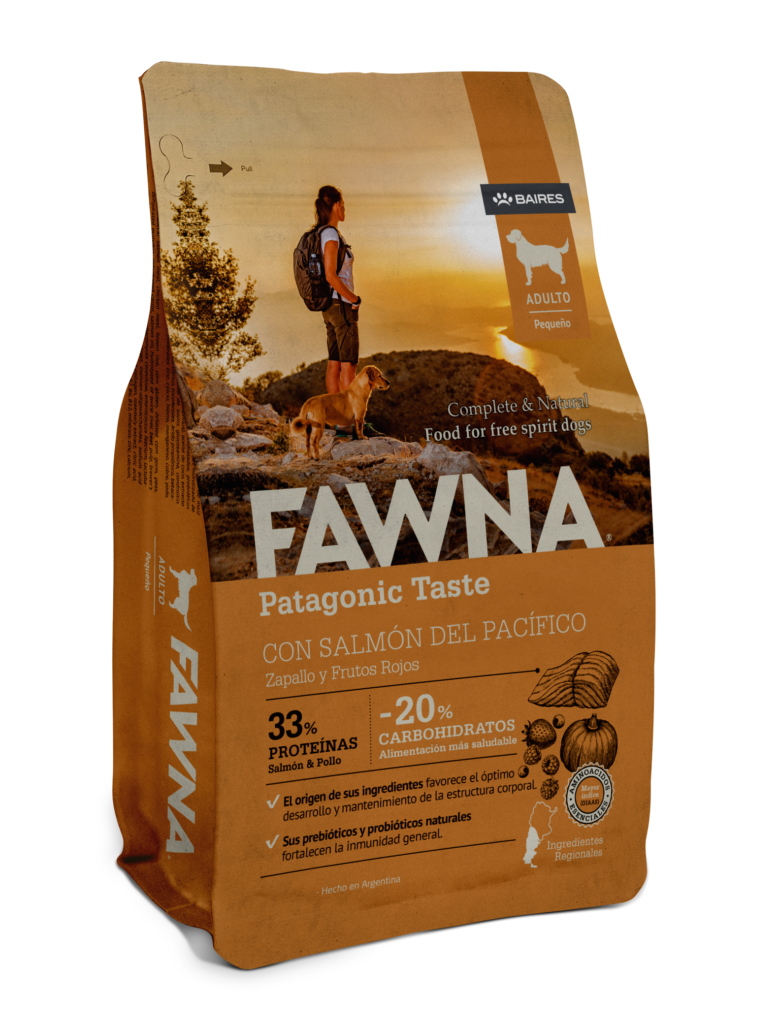 Pull
BAIRES
ADULTO
Pequeño
Complete & Natural
Food for free spirit dogs
FAWNA®
Patagonic Taste
CON SALMÓN DEL PACÍFICO
Zapallo y Frutos Rojos
33%
PROTEÍNAS
Salmón & Pollo
-20%
CARBOHIDRATOS
Alimentación más saludable
El origen de sus ingredientes favorece el óptimo
desarrollo y mantenimiento de la estructura corporal.
Sus prebióticos y probióticos naturales
fortalecen la inmunidad general.
AMINOÁCIDOS
Mejor
índice
(DIAAS)
ESENCIALES
Ingredientes
Regionales
Hecho en Argentina
ADULTO
Pequeño
FAWNA